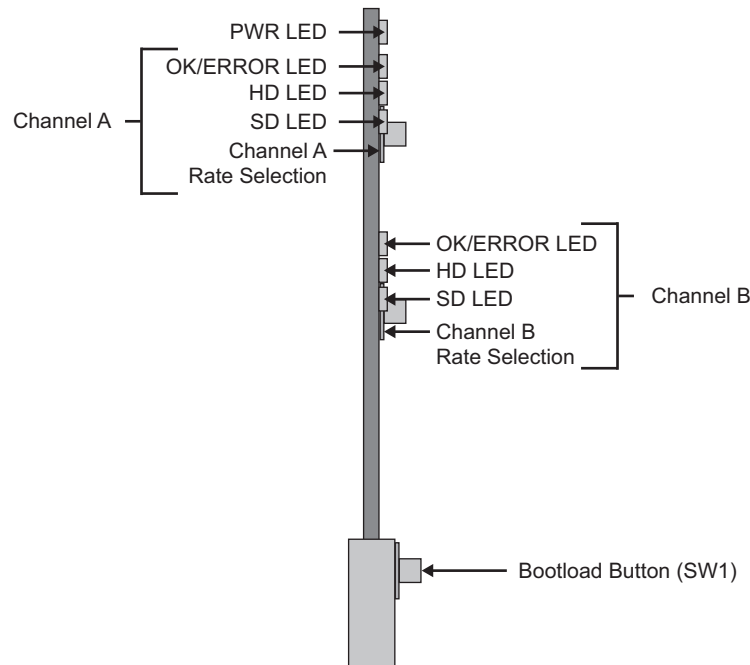 PWR LED
OK/ERROR LED
HD LED
Channel A
SD LED
Channel A
Rate Selection
OK/ERROR LED
HD LED
SD LED
Channel B
Channel B
Rate Selection
Bootload Button (SW1)